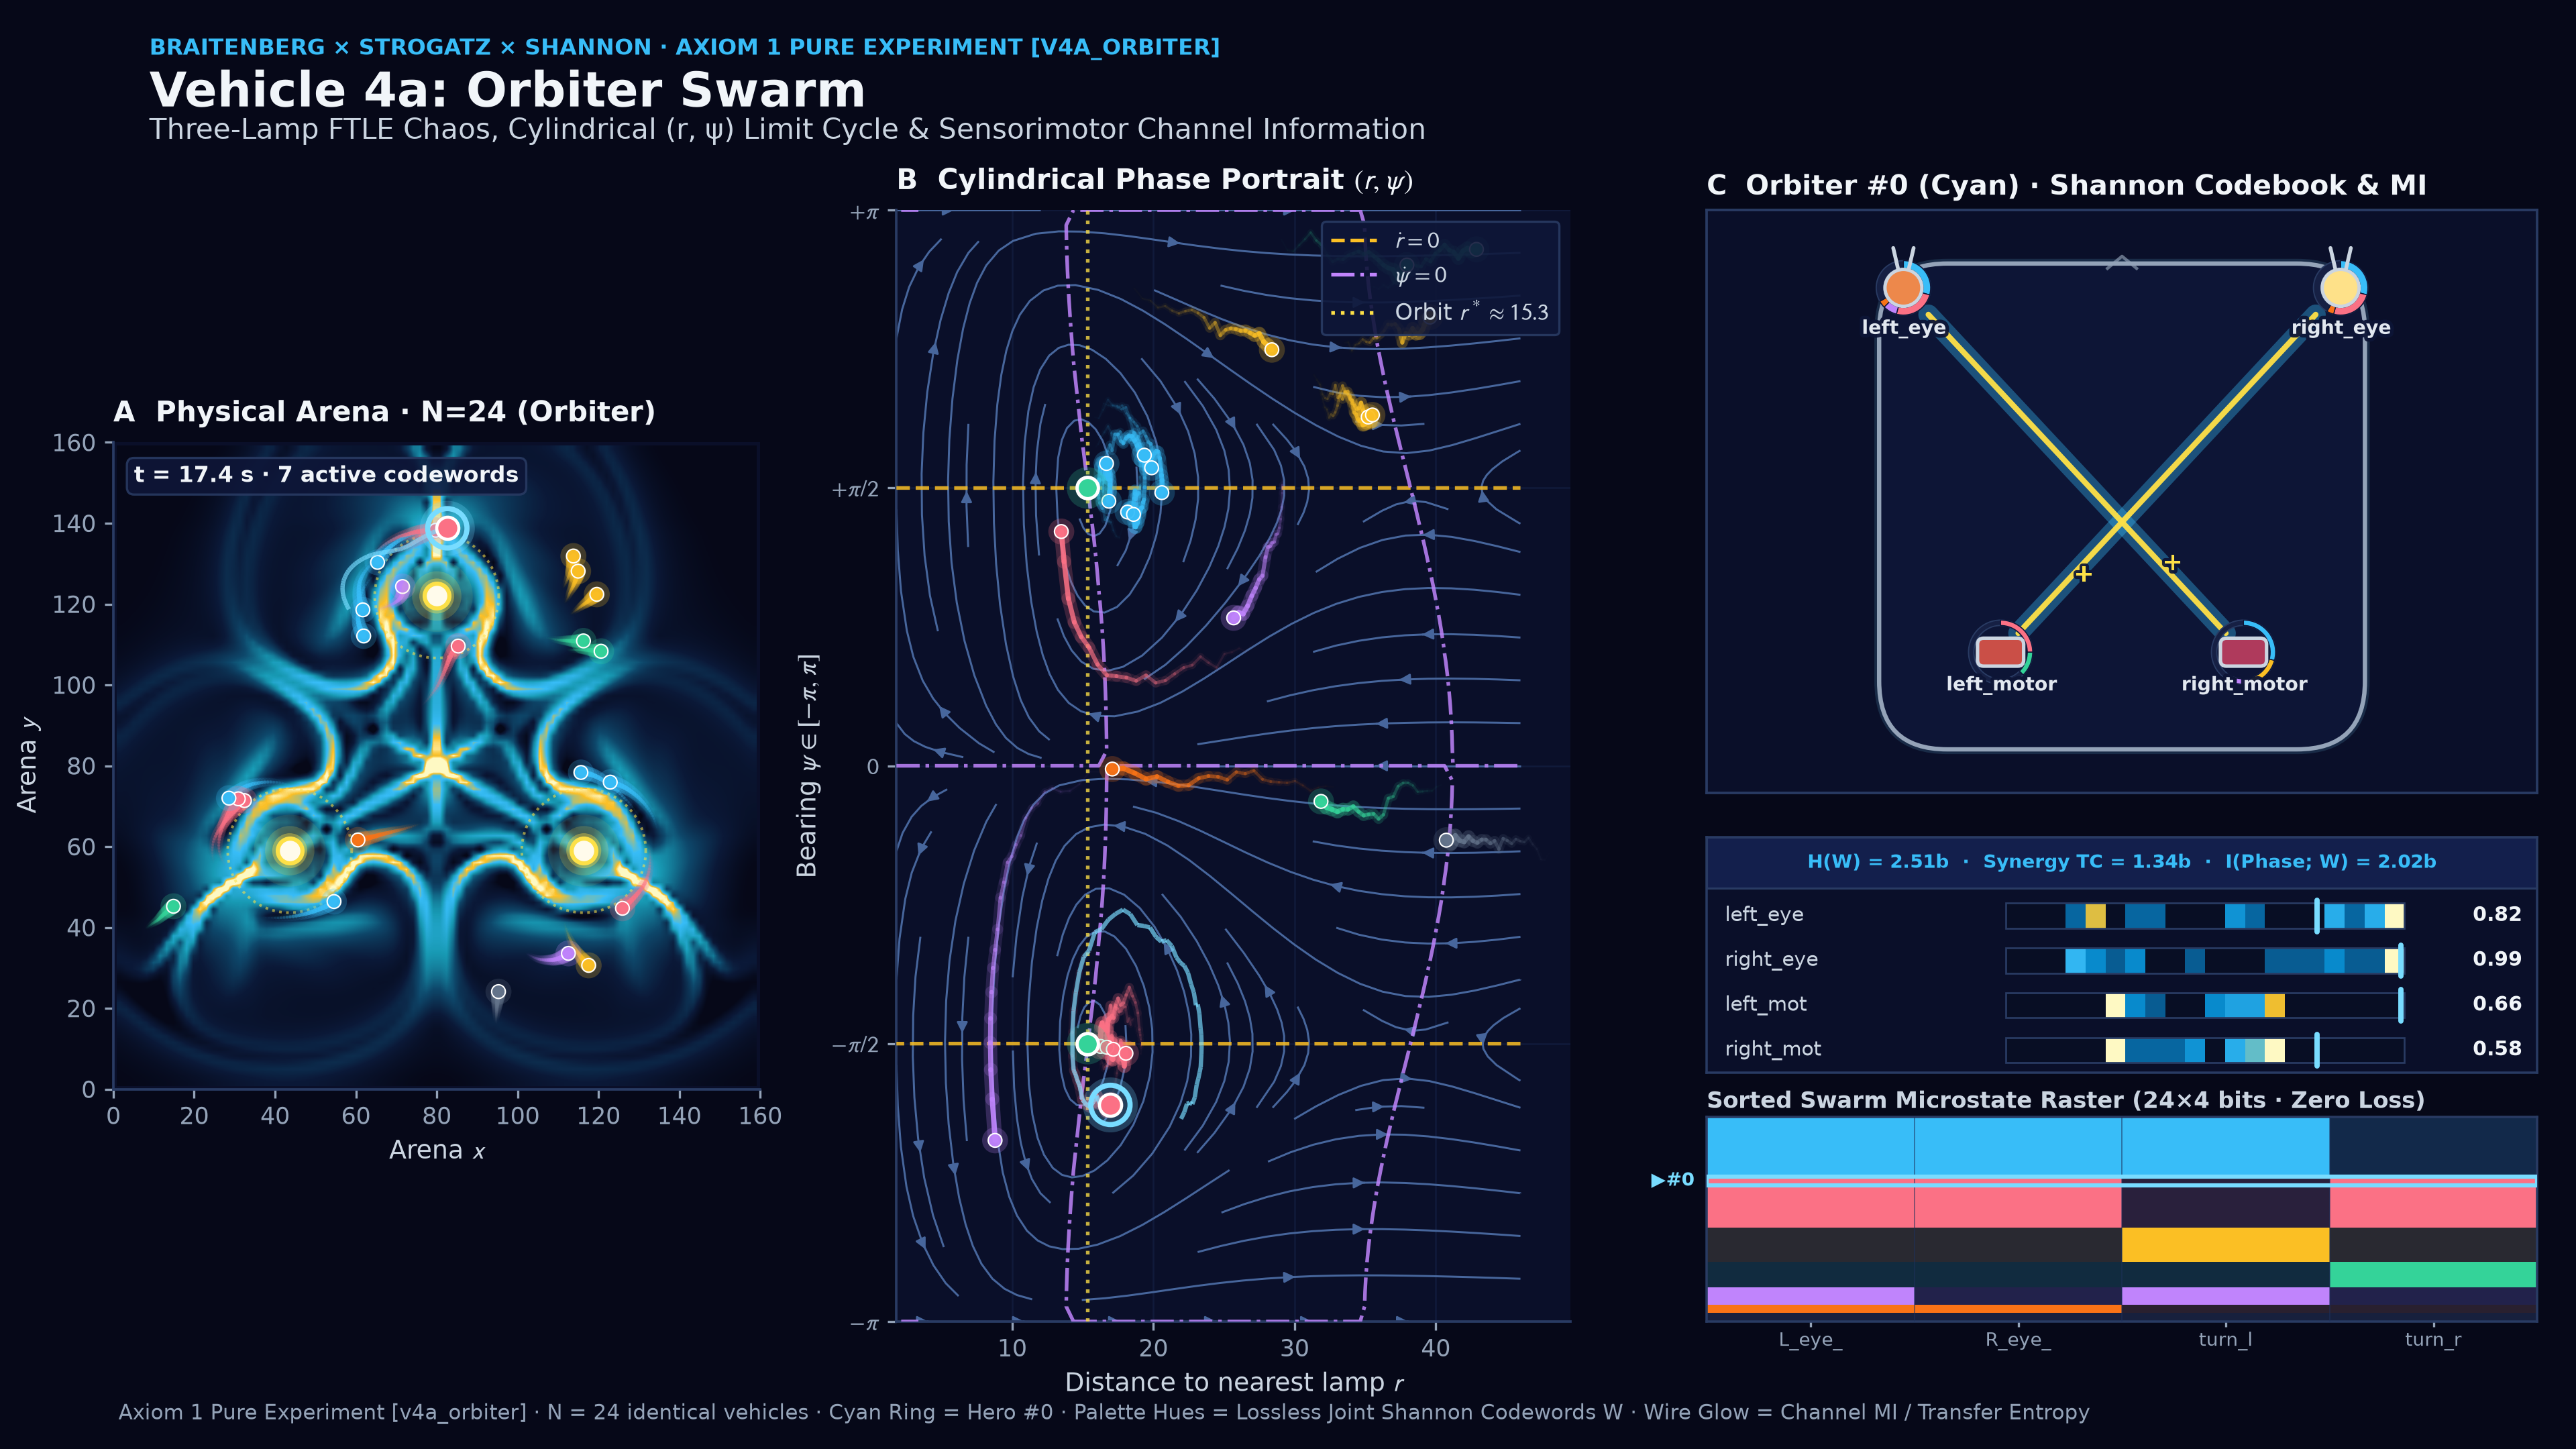 BRAITENBERG × STROGATZ × SHANNON · AXIOM 1 PURE EXPERIMENT [V4A_ORBITER]
Vehicle 4a: Orbiter Swarm
Three-Lamp FTLE Chaos, Cylindrical (r, ψ) Limit Cycle & Sensorimotor Channel Information
A Physical Arena · N=24 (Orbiter)
t = 17.4 s · 7 active codewords
160
140
120
100
80
60
40
20
0
0 20 40 60 80 100 120 140 160
Arena y
Arena x
B Cylindrical Phase Portrait (r, ψ)
+π
+π/2
0
−π/2
−π
Bearing ψ ∈ [−π, π]
ṙ = 0
ψ̇ = 0
Orbit r* ≈ 15.3
10 20 30 40
Distance to nearest lamp r
C Orbiter #0 (Cyan) · Shannon Codebook & MI
left_eye
right_eye
+
+
left_motor
right_motor
H(W) = 2.51b · Synergy TC = 1.34b · I(Phase; W) = 2.02b
left_eye 0.82
right_eye 0.99
left_mot 0.66
right_mot 0.58
Sorted Swarm Microstate Raster (24×4 bits · Zero Loss)
▶#0
L_eye_ R_eye_ turn_l turn_r
Axiom 1 Pure Experiment [v4a_orbiter] · N = 24 identical vehicles · Cyan Ring = Hero #0 · Palette Hues = Lossless Joint Shannon Codewords W · Wire Glow = Channel MI / Transfer Entropy